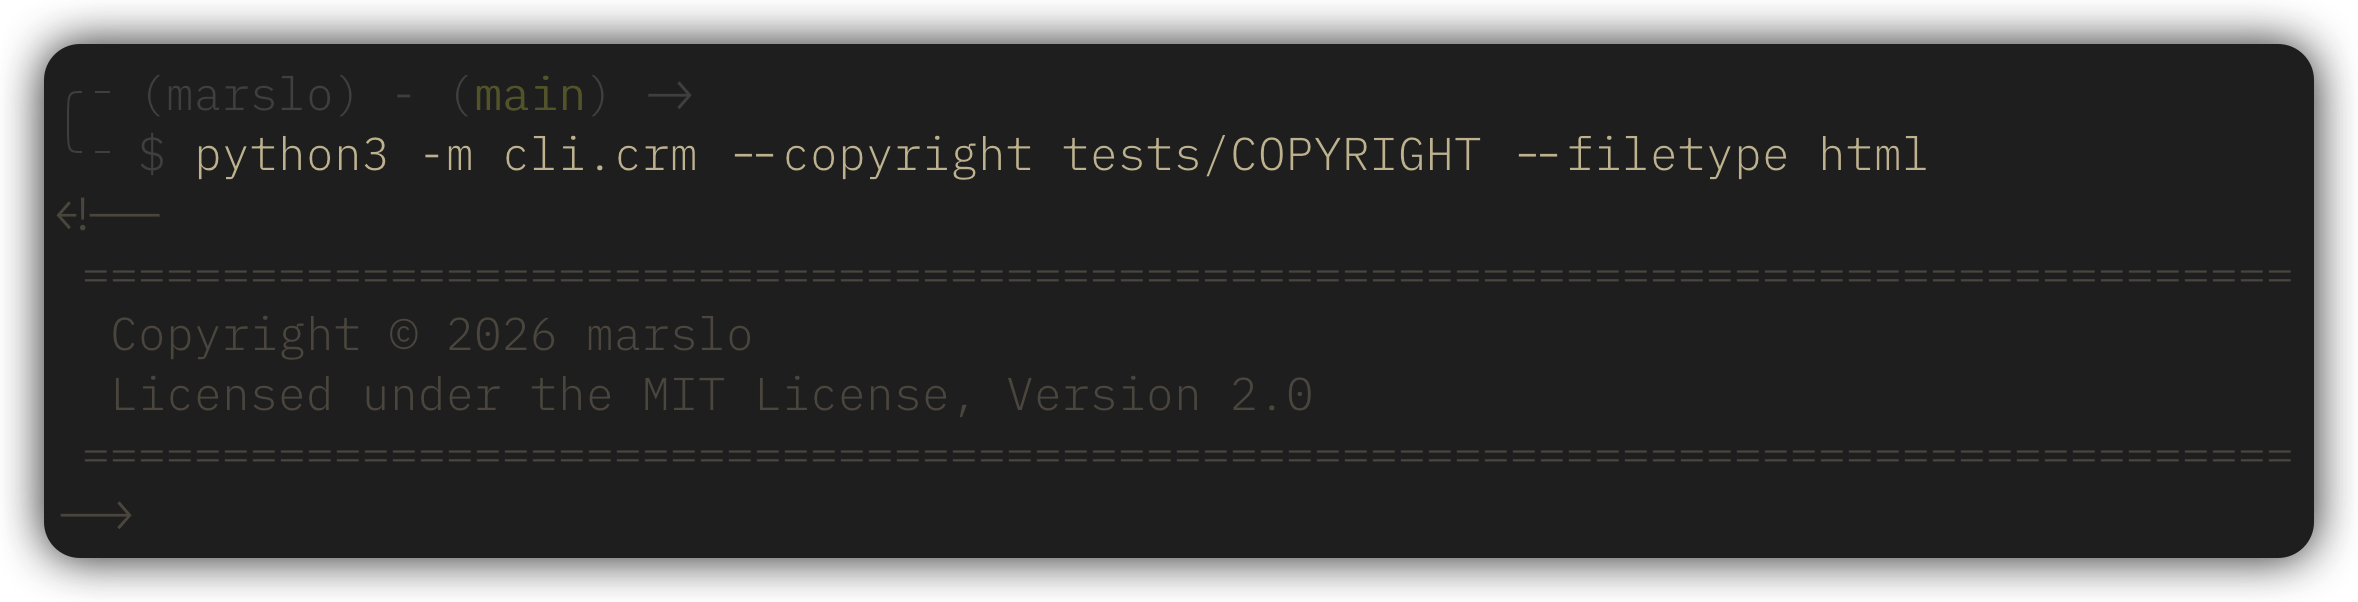 ╭╴─ (marslo) - (main) ->
╰╴─ $ python3 -m cli.crm --copyright tests/COPYRIGHT --filetype html
<!--
 ===============================================================================
  Copyright © 2026 marslo
  Licensed under the MIT License, Version 2.0
 ===============================================================================
-->